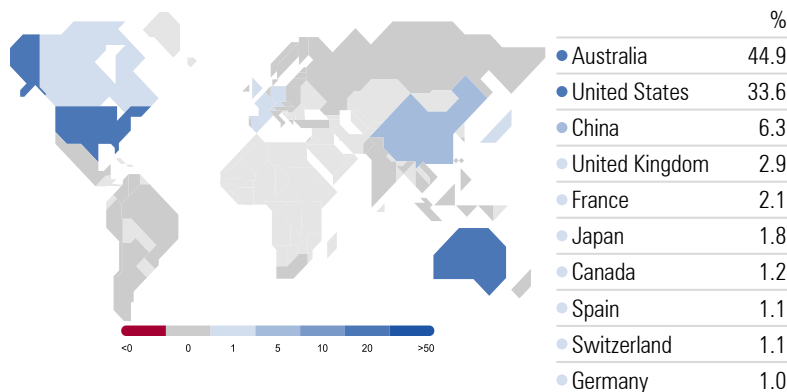 %
Australia 44.9
United States 33.6
China 6.3
United Kingdom 2.9
France 2.1
Japan 1.8
Canada 1.2
Spain 1.1
Switzerland 1.1
Germany 1.0
<0 0 1 5 10 20 >50